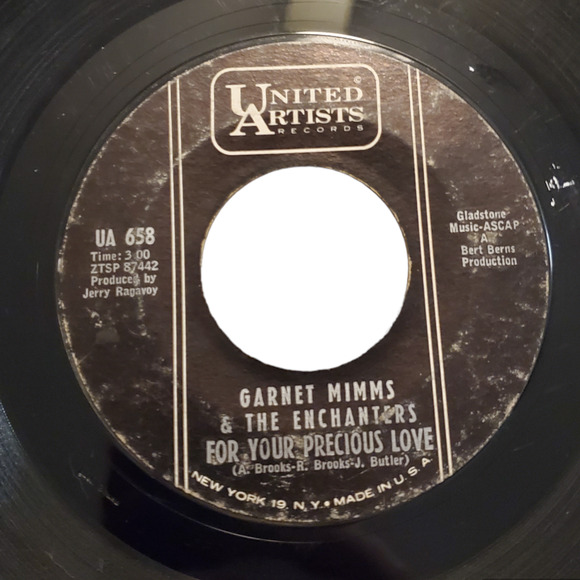 UNITED ©
ARTISTS
RECORDS
UA 658
Time: 3 00
ZTSP 87442
Produced by
Jerry Ragavoy
Gladstone
Music-ASCAP
A
Bert Berns
Production
GARNET MIMMS
& THE ENCHANTERS
FOR YOUR PRECIOUS LOVE
(A. Brooks-R. Brooks-J. Butler)
NEW YORK 19, N.Y. • MADE IN U.S.A.